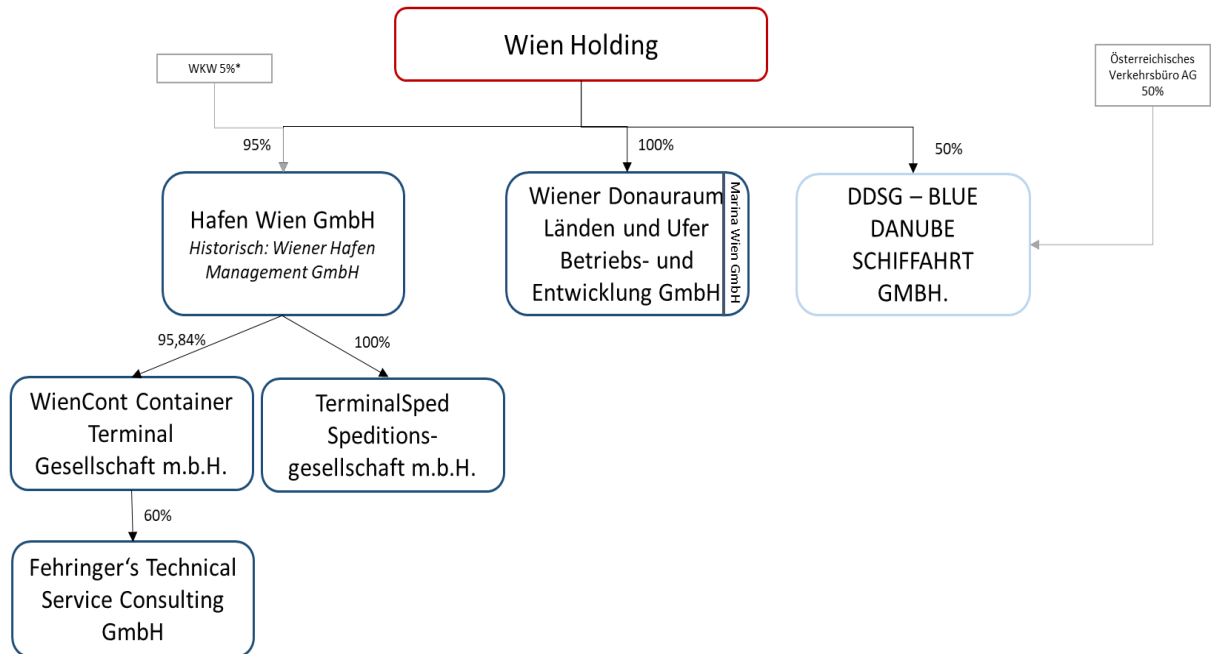 Wien Holding
WKW 5%*
Österreichisches
Verkehrsbüro AG
50%
95%
100%
50%
Hafen Wien GmbH
Historisch: Wiener Hafen
Management GmbH
Wiener Donauraum
Länden und Ufer
Betriebs- und
Entwicklung GmbH
Marina Wien GmbH
DDSG – BLUE
DANUBE
SCHIFFAHRT
GMBH.
95,84%
100%
WienCont Container
Terminal
Gesellschaft m.b.H.
TerminalSped
Speditions-
gesellschaft m.b.H.
60%
Fehringer‘s Technical
Service Consulting
GmbH